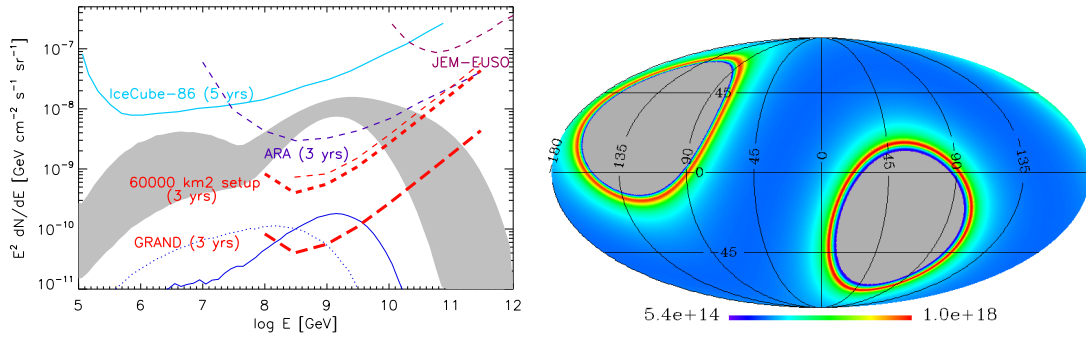 10^-7
10^-8
10^-9
10^-10
10^-11
E^2 dN/dE [GeV cm^-2 s^-1 sr^-1]
JEM-EUSO
IceCube-86 (5 yrs)
ARA (3 yrs)
60000 km2 setup
(3 yrs)
GRAND (3 yrs)
5 6 7 8 9 10 11 12
log E [GeV]
45
-180 135 -90 45 0 45 -90 -135
0 0
-45 -45
5.4e+14 1.0e+18